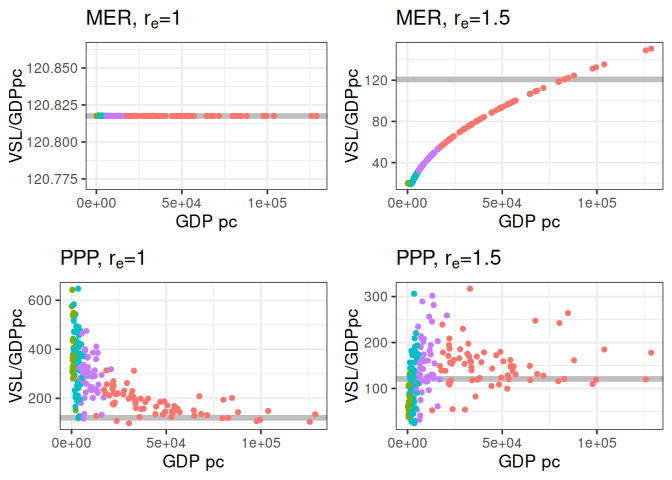 MER, rₑ=1
VSL/GDPpc
120.850
120.825
120.800
120.775
0e+00 5e+04 1e+05
GDP pc
MER, rₑ=1.5
VSL/GDPpc
120
80
40
0e+00 5e+04 1e+05
GDP pc
PPP, rₑ=1
VSL/GDPpc
600
400
200
0e+00 5e+04 1e+05
GDP pc
PPP, rₑ=1.5
VSL/GDPpc
300
200
100
0e+00 5e+04 1e+05
GDP pc